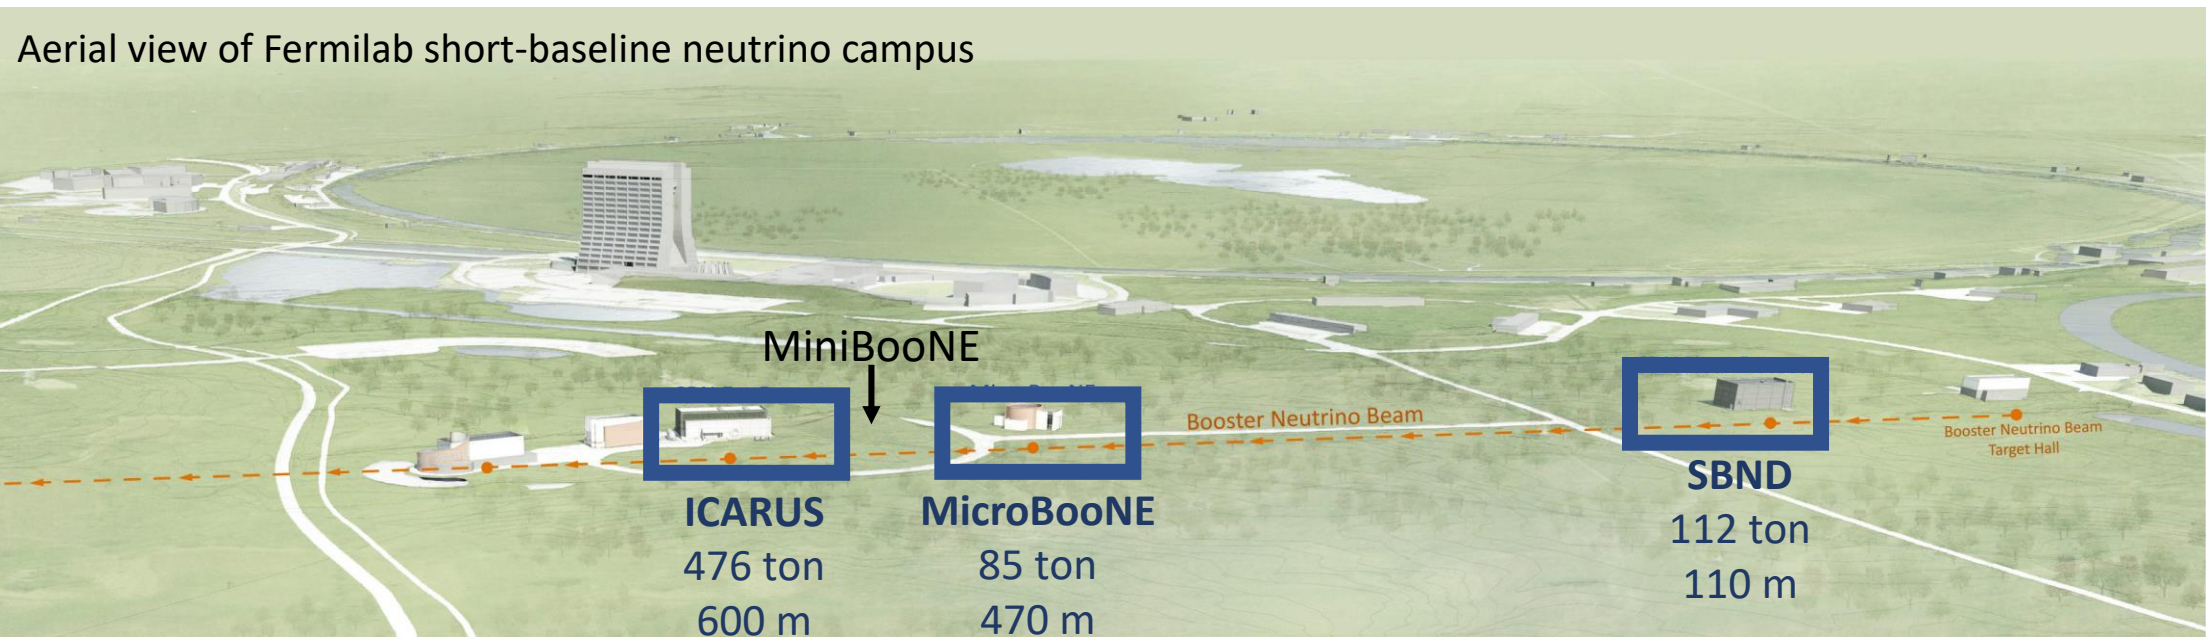 Aerial view of Fermilab short-baseline neutrino campus
MiniBooNE
Booster Neutrino Beam
Booster Neutrino Beam
Target Hall
ICARUS
476 ton
600 m
MicroBooNE
85 ton
470 m
SBND
112 ton
110 m